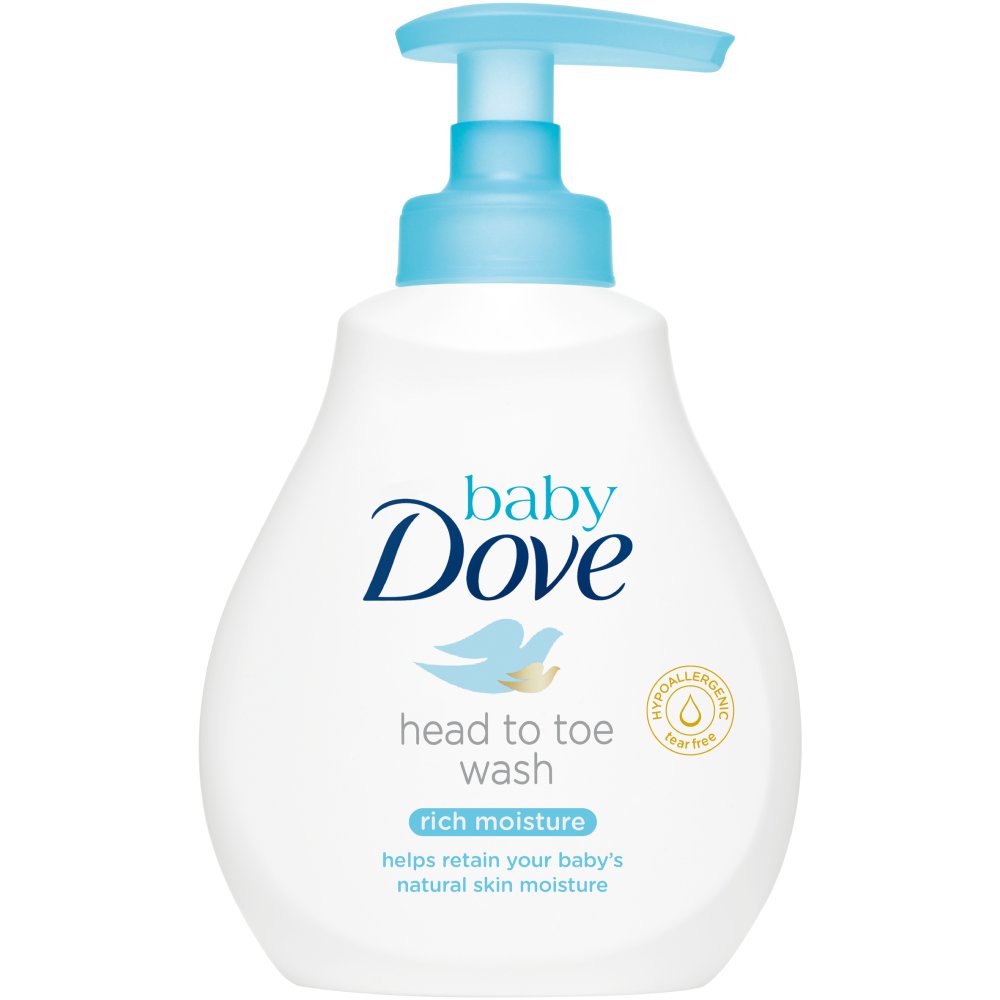 baby
Dove
head to toe
wash
HYPOALLERGENIC
tear free
rich moisture
helps retain your baby's
natural skin moisture